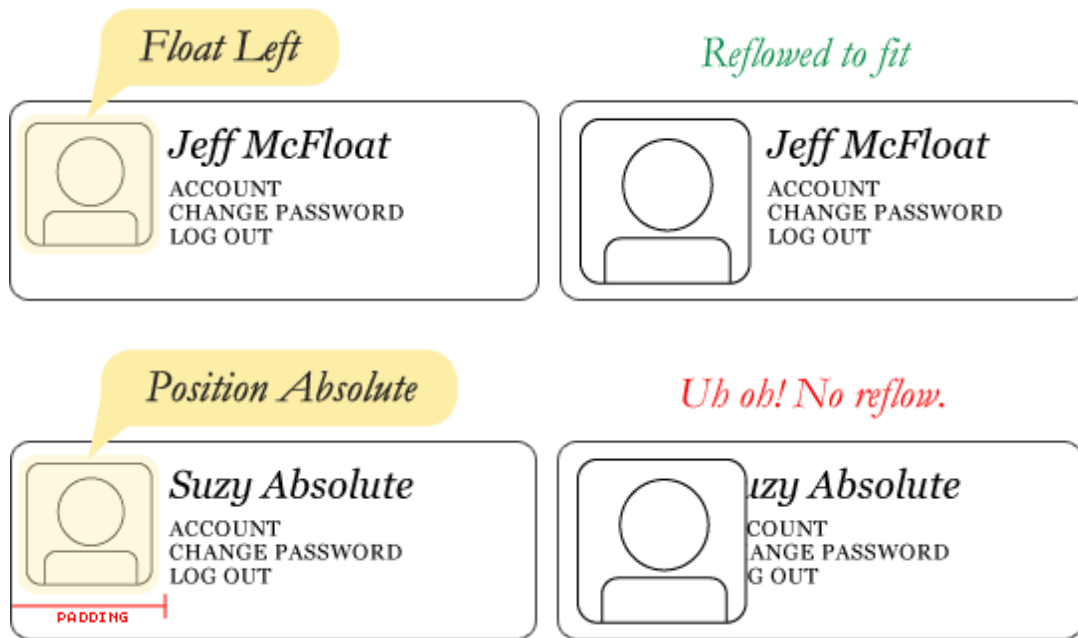 Float Left
Reflowed to fit
Jeff McFloat
ACCOUNT
CHANGE PASSWORD
LOG OUT
Jeff McFloat
ACCOUNT
CHANGE PASSWORD
LOG OUT
Position Absolute
Uh oh! No reflow.
Suzy Absolute
ACCOUNT
CHANGE PASSWORD
LOG OUT
PADDING
uzy Absolute
COUNT
ANGE PASSWORD
G OUT